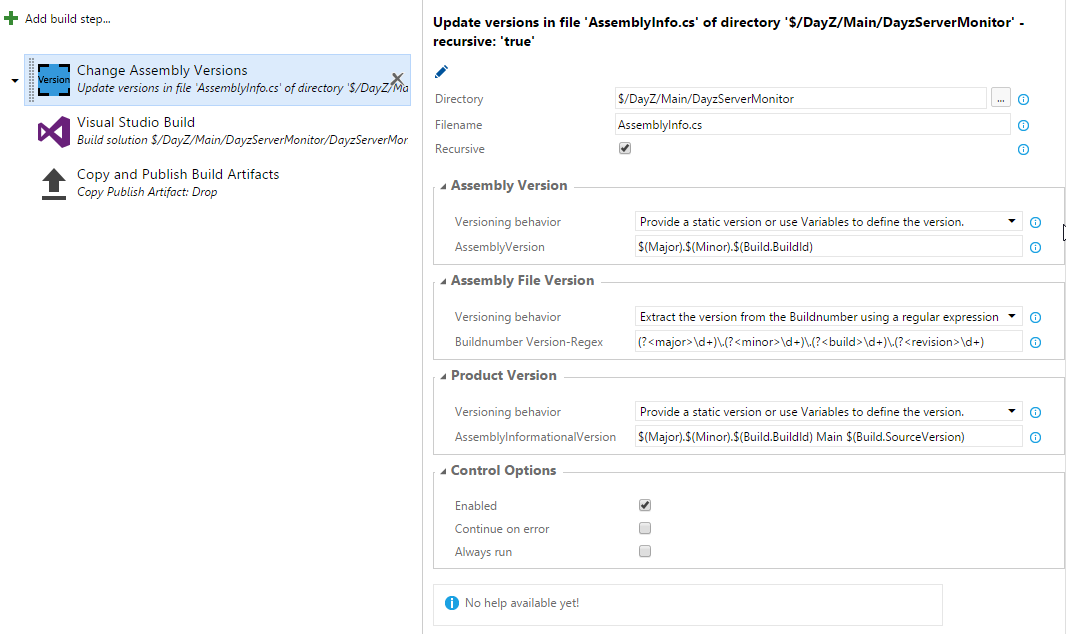 Add build step...
Version
Change Assembly Versions
Update versions in file 'AssemblyInfo.cs' of directory '$/DayZ/Ma
Visual Studio Build
Build solution $/DayZ/Main/DayzServerMonitor/DayzServerMor
Copy and Publish Build Artifacts
Copy Publish Artifact: Drop
Update versions in file 'AssemblyInfo.cs' of directory '$/DayZ/Main/DayzServerMonitor' -
recursive: 'true'
Directory $/DayZ/Main/DayzServerMonitor ...
Filename AssemblyInfo.cs
Recursive
Assembly Version
Versioning behavior Provide a static version or use Variables to define the version.
AssemblyVersion $(Major).$(Minor).$(Build.BuildId)
Assembly File Version
Versioning behavior Extract the version from the Buildnumber using a regular expression
Buildnumber Version-Regex (?<major>\d+)\.(?<minor>\d+)\.(?<build>\d+)\.(?<revision>\d+)
Product Version
Versioning behavior Provide a static version or use Variables to define the version.
AssemblyInformationalVersion $(Major).$(Minor).$(Build.BuildId) Main $(Build.SourceVersion)
Control Options
Enabled
Continue on error
Always run
No help available yet!